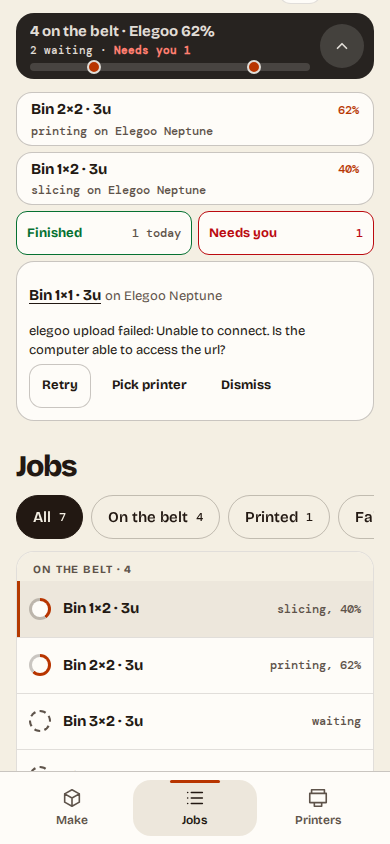 4 on the belt · Elegoo 62%
2 waiting · Needs you 1
Bin 2×2 · 3u 62%
printing on Elegoo Neptune
Bin 1×2 · 3u 40%
slicing on Elegoo Neptune
Finished 1 today Needs you 1
Bin 1×1 · 3u on Elegoo Neptune
elegoo upload failed: Unable to connect. Is the
computer able to access the url?
Retry Pick printer Dismiss
Jobs
All 7 On the belt 4 Printed 1 Fa
ON THE BELT · 4
Bin 1×2 · 3u slicing, 40%
Bin 2×2 · 3u printing, 62%
Bin 3×2 · 3u waiting
Make Jobs Printers